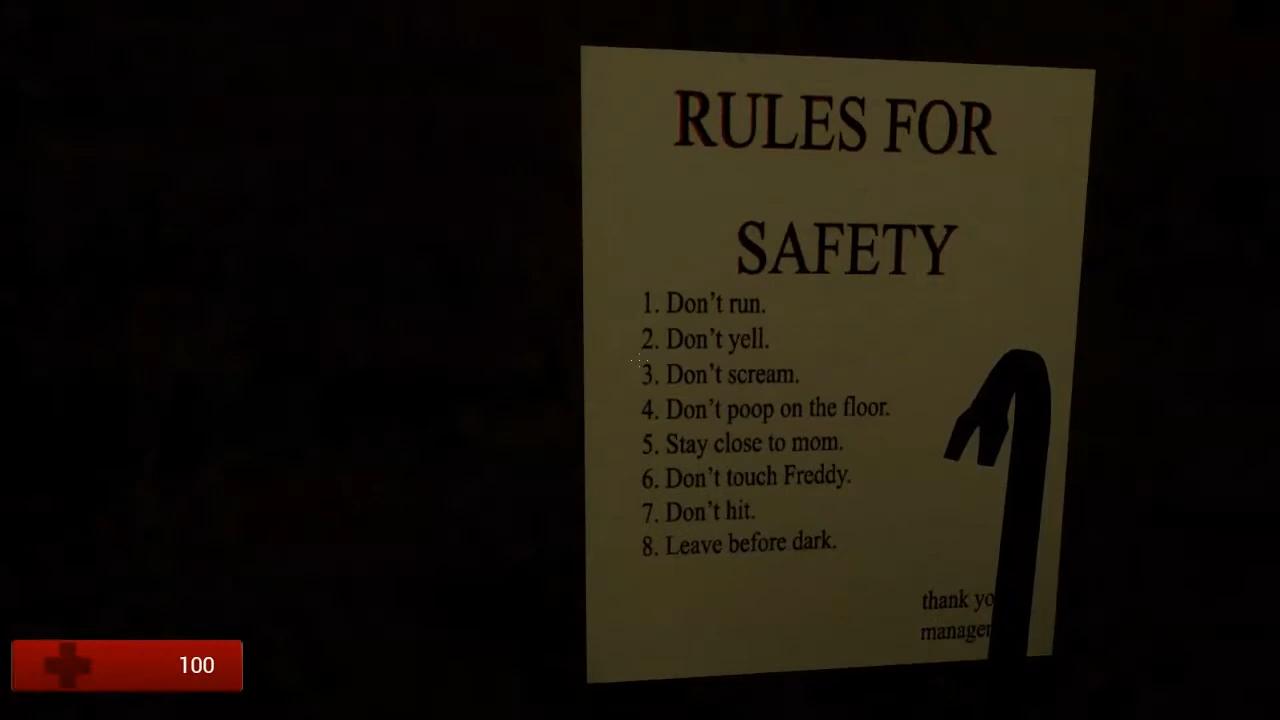 RULES FOR
SAFETY
1. Don't run.
2. Don't yell.
3. Don't scream.
4. Don't poop on the floor.
5. Stay close to mom.
6. Don't touch Freddy.
7. Don't hit.
8. Leave before dark.
thank
100